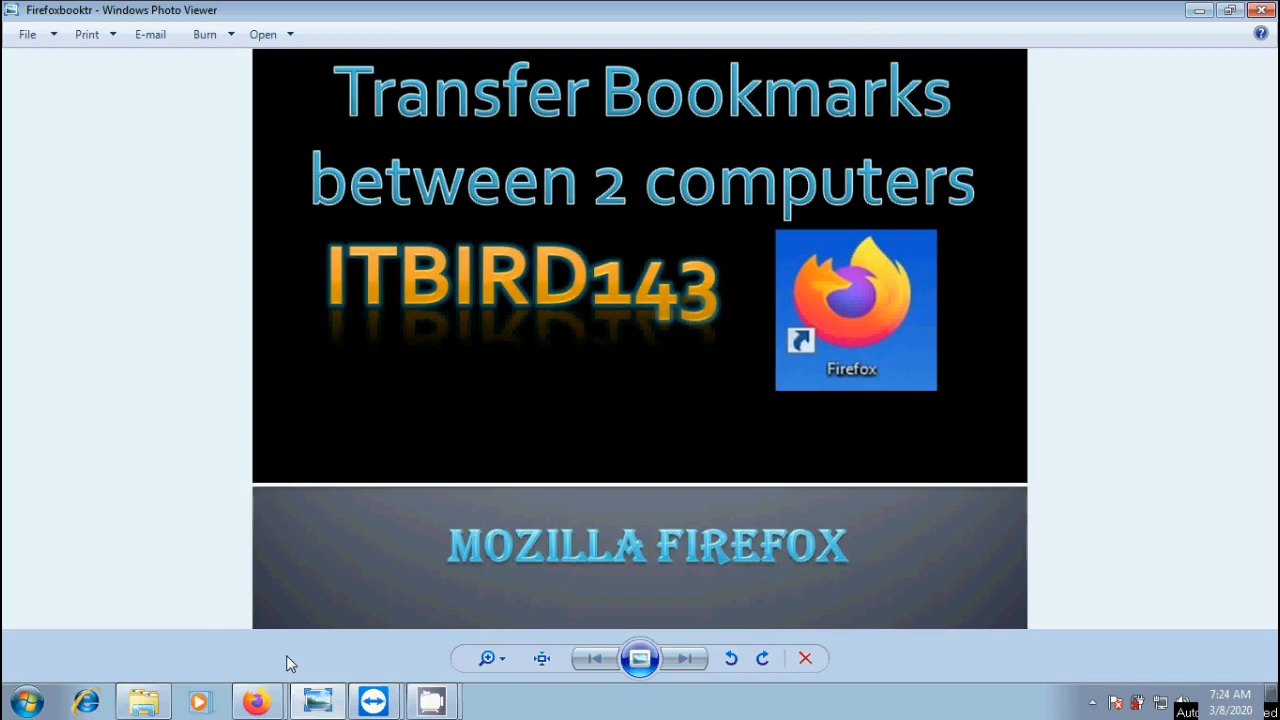 Firefoxbooktr - Windows Photo Viewer
File Print E-mail Burn Open
Transfer Bookmarks
between 2 computers
ITBIRD143
Firefox
MOZILLA FIREFOX
7:24 AM
3/8/2020